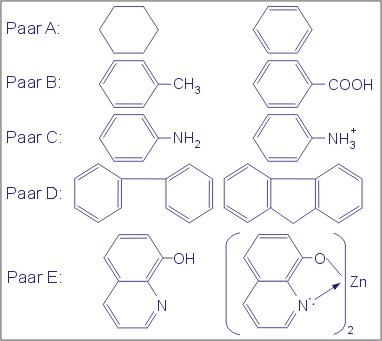 Paar A:
Paar B: CH3 COOH
Paar C: NH2 NH3+
Paar D:
Paar E: OH N O N Zn 2